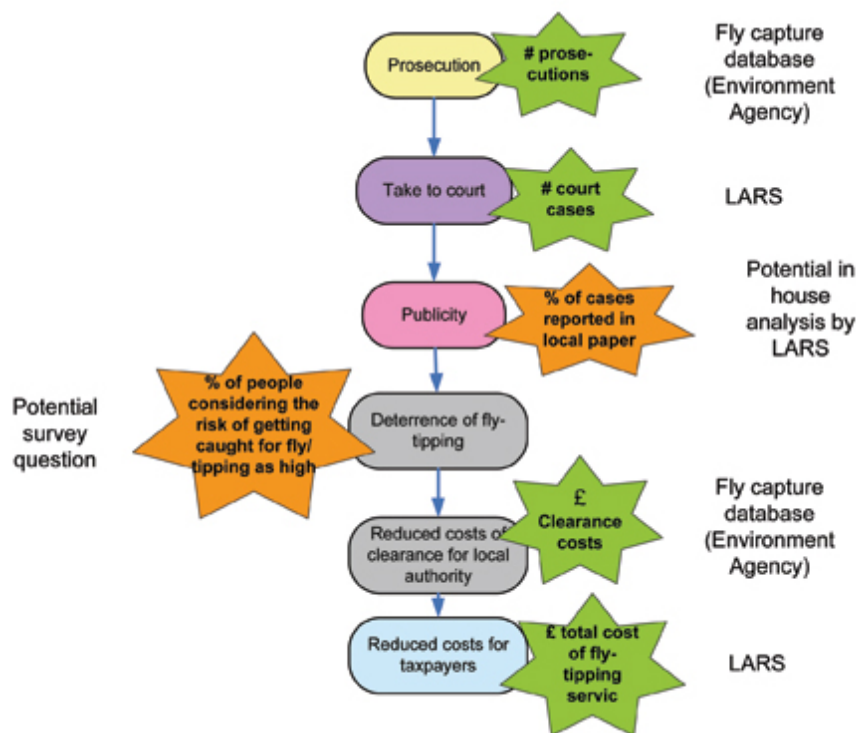 Prosecution
# prose-
cutions
Fly capture
database
(Environment
Agency)
Take to court
# court
cases
LARS
Publicity
% of cases
reported in
local paper
Potential in
house
analysis by
LARS
Potential
survey
question
% of people
considering the
risk of getting
caught for fly/
tipping as high
Deterrence of fly-
tipping
Reduced costs of
clearance for local
authority
£
Clearance
costs
Fly capture
database
(Environment
Agency)
Reduced costs for
taxpayers
£ total cost
of fly-
tipping
servic
LARS